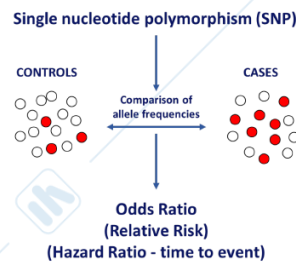 Single nucleotide polymorphism (SNP)
CONTROLS
CASES
Comparison of
allele frequencies
Odds Ratio
(Relative Risk)
(Hazard Ratio - time to event)